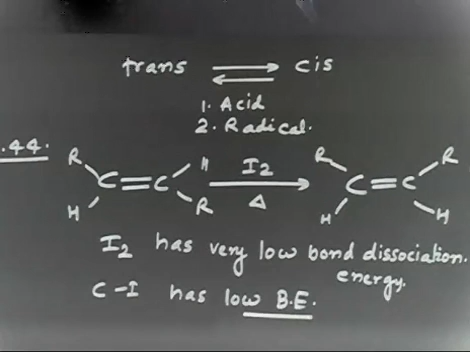 trans ⇌ cis
1. Acid
2. Radical.
.44.
R H R
C=C I2 C=C
H R Δ R H H
I2 has very low bond dissociation.
energy.
C-I has low B.E.